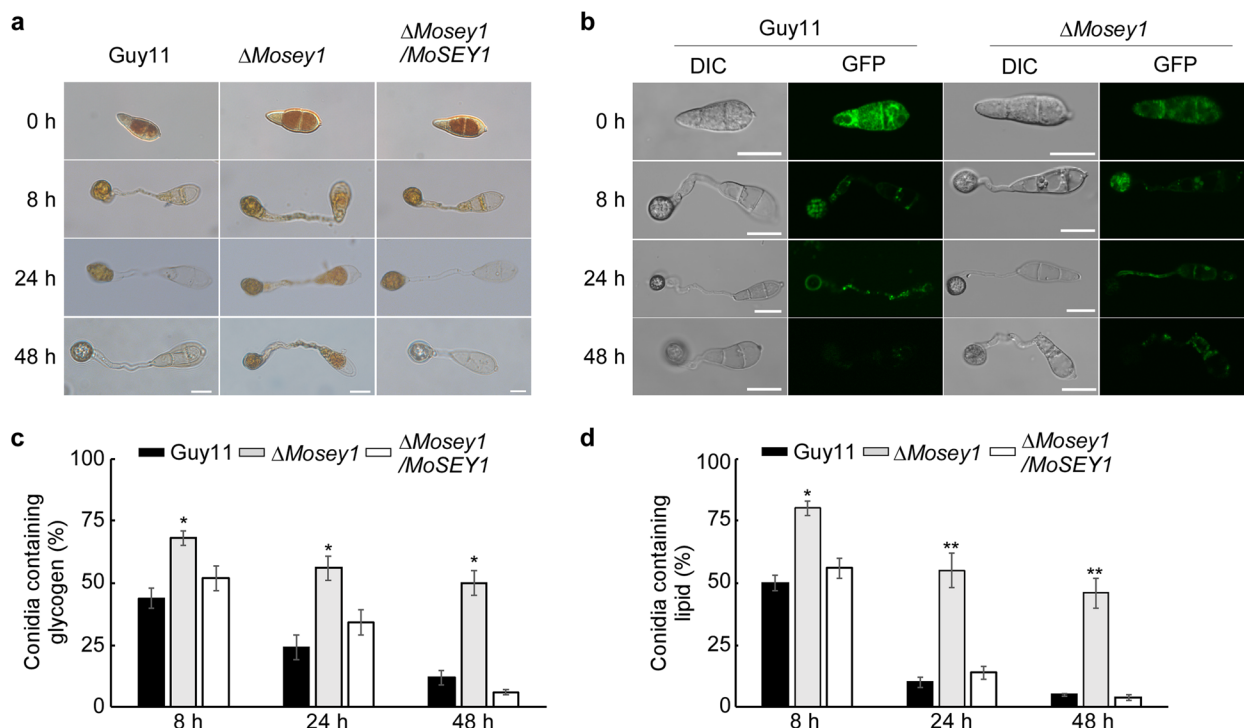 a
Guy11
ΔMosey1
ΔMosey1
/MoSEY1
0 h
8 h
24 h
48 h
b
Guy11
ΔMosey1
DIC
GFP
DIC
GFP
0 h
8 h
24 h
48 h
c
Guy11
ΔMosey1
ΔMosey1
/MoSEY1
Conidia containing
glycogen (%)
100
75
50
25
0
*
*
*
8 h
24 h
48 h
d
Guy11
ΔMosey1
ΔMosey1
/MoSEY1
Conidia containing
lipid (%)
100
75
50
25
0
*
**
**
8 h
24 h
48 h